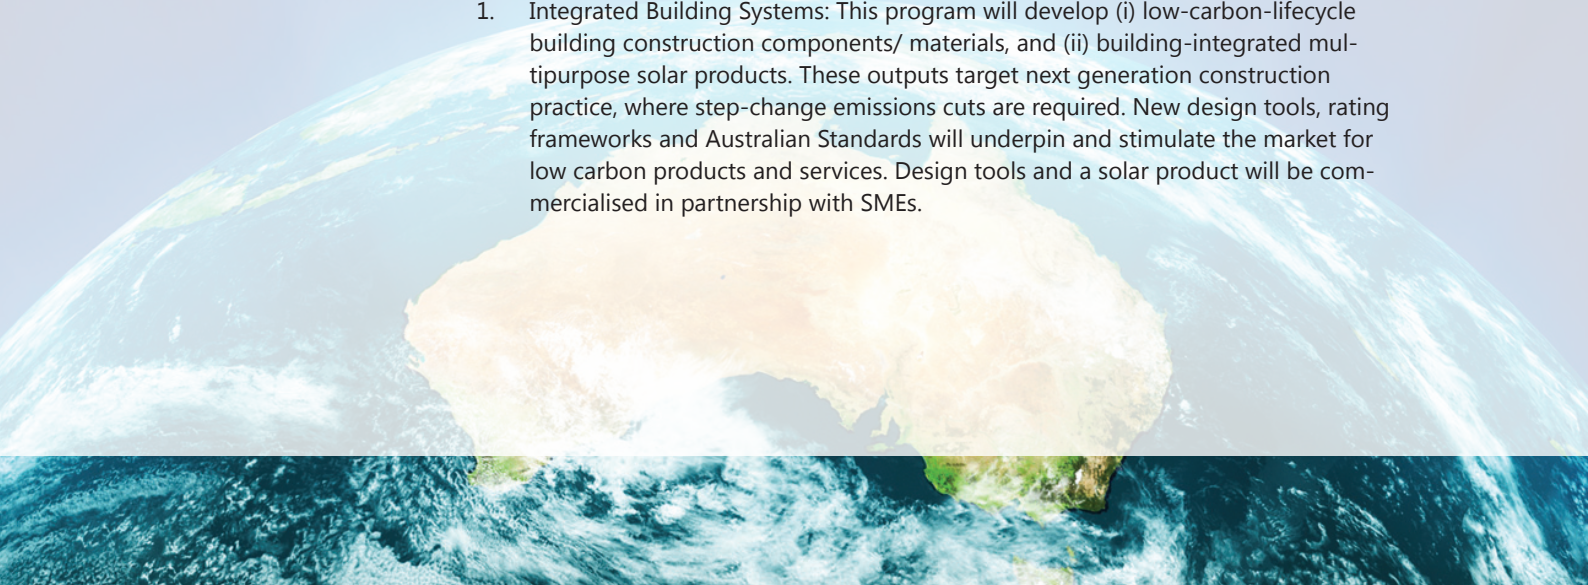 1. Integrated Building Systems: This program will develop (i) low-carbon-lifecycle
building construction components/ materials, and (ii) building-integrated mul-
tipurpose solar products. These outputs target next generation construction
practice, where step-change emissions cuts are required. New design tools, rating
frameworks and Australian Standards will underpin and stimulate the market for
low carbon products and services. Design tools and a solar product will be com-
mercialised in partnership with SMEs.